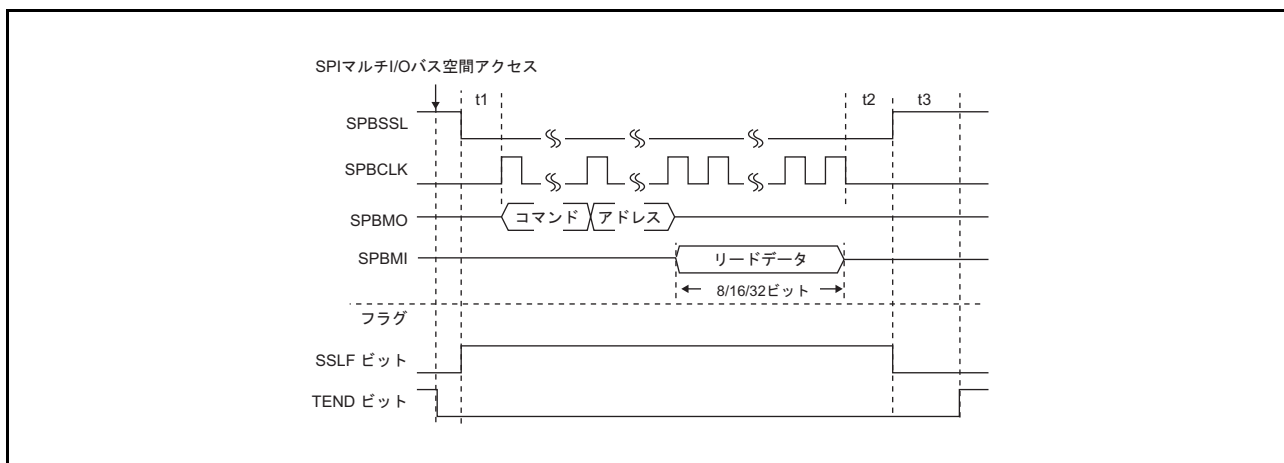 SPIマルチI/Oバス空間アクセス
t1
t2
t3
SPBSSL
SPBCLK
SPBMO
コマンド
アドレス
SPBMI
リードデータ
8/16/32ビット
フラグ
SSLF ビット
TEND ビット